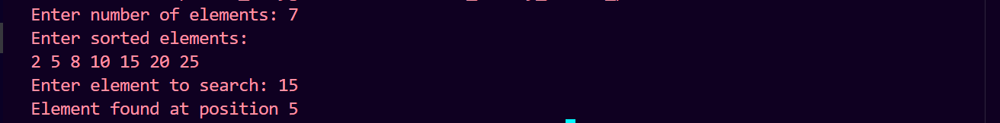 Enter number of elements: 7
Enter sorted elements:
2 5 8 10 15 20 25
Enter element to search: 15
Element found at position 5